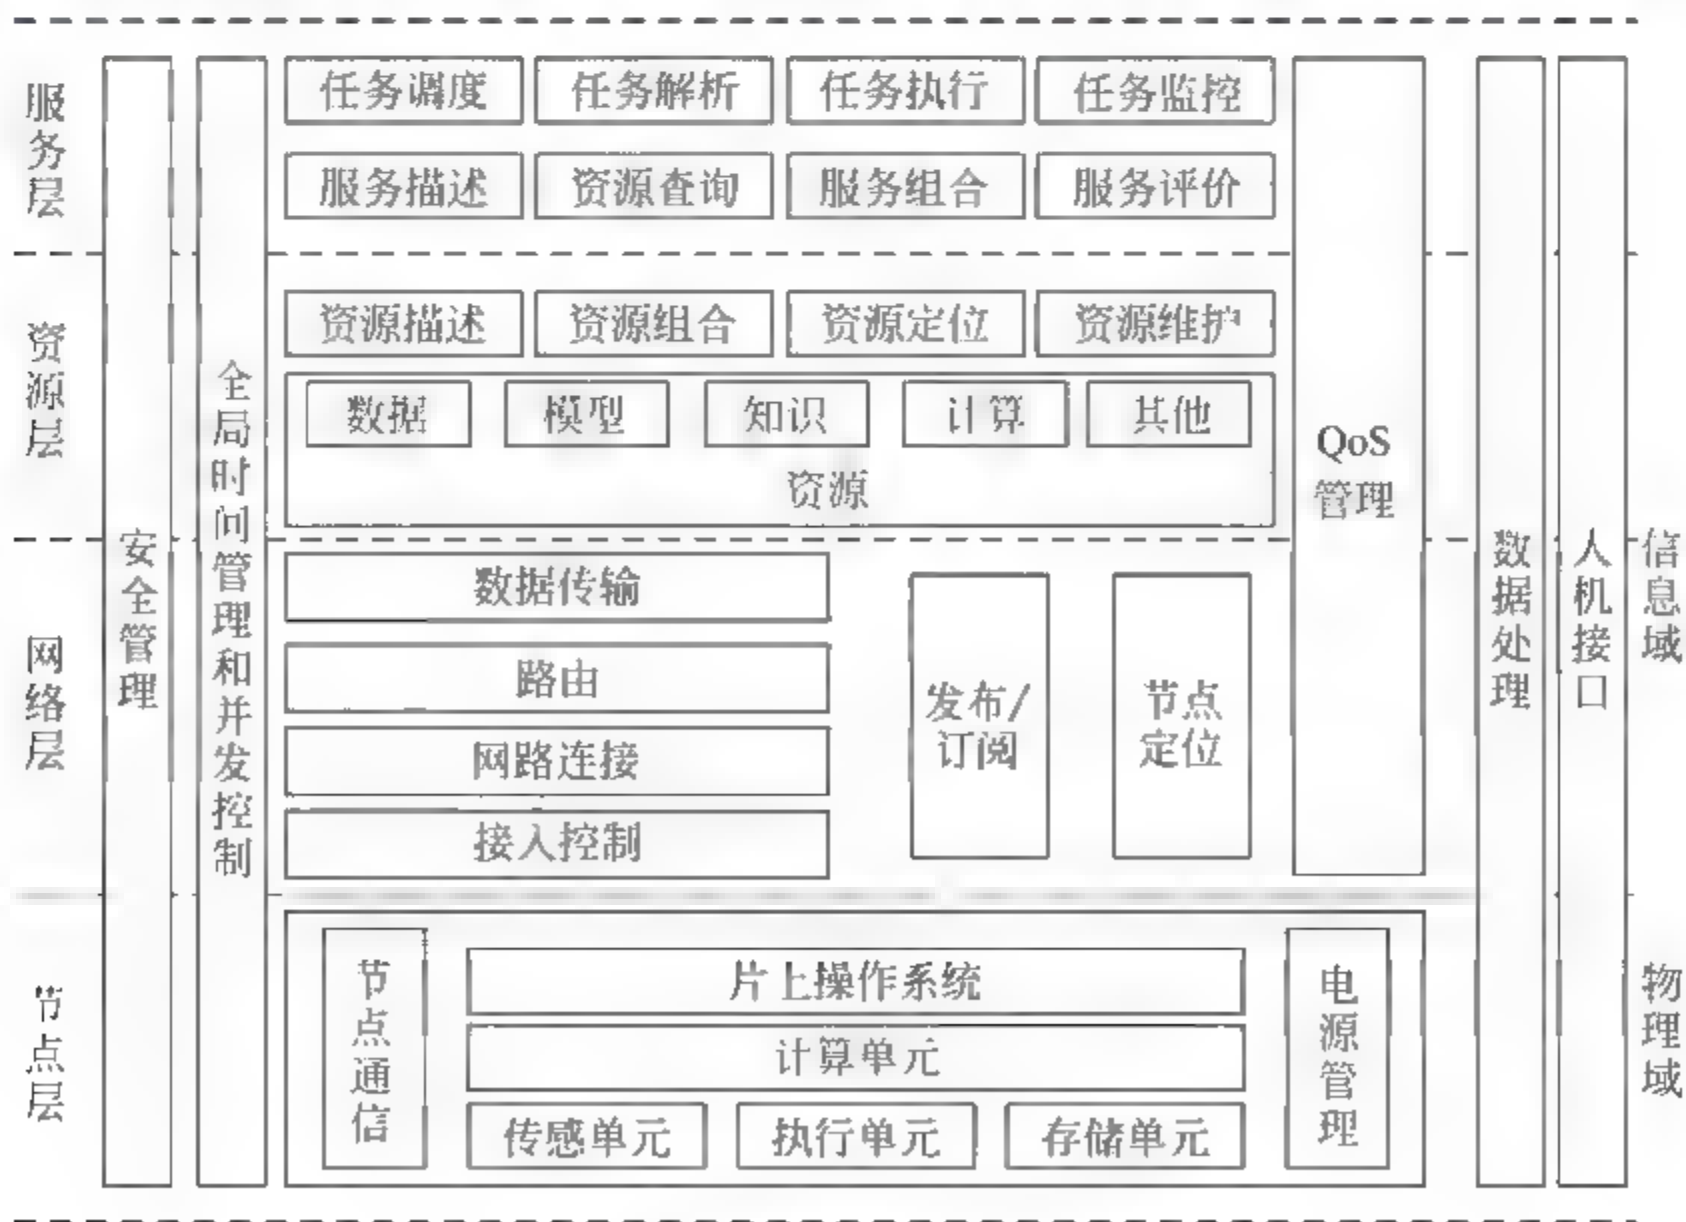 服务层
任务调度
任务解析
任务执行
任务监控
服务描述
资源查询
服务组合
服务评价
资源层
资源描述
资源组合
资源定位
资源维护
数据
模型
知识
计算
其他
资源
安全管理
全局时间管理和并发控制
QoS
管理
数据处理
人机接口
信息域
网络层
数据传输
路由
网路连接
接入控制
发布/
订阅
节点
定位
节点层
节点通信
片上操作系统
计算单元
传感单元
执行单元
存储单元
电源管理
物理域